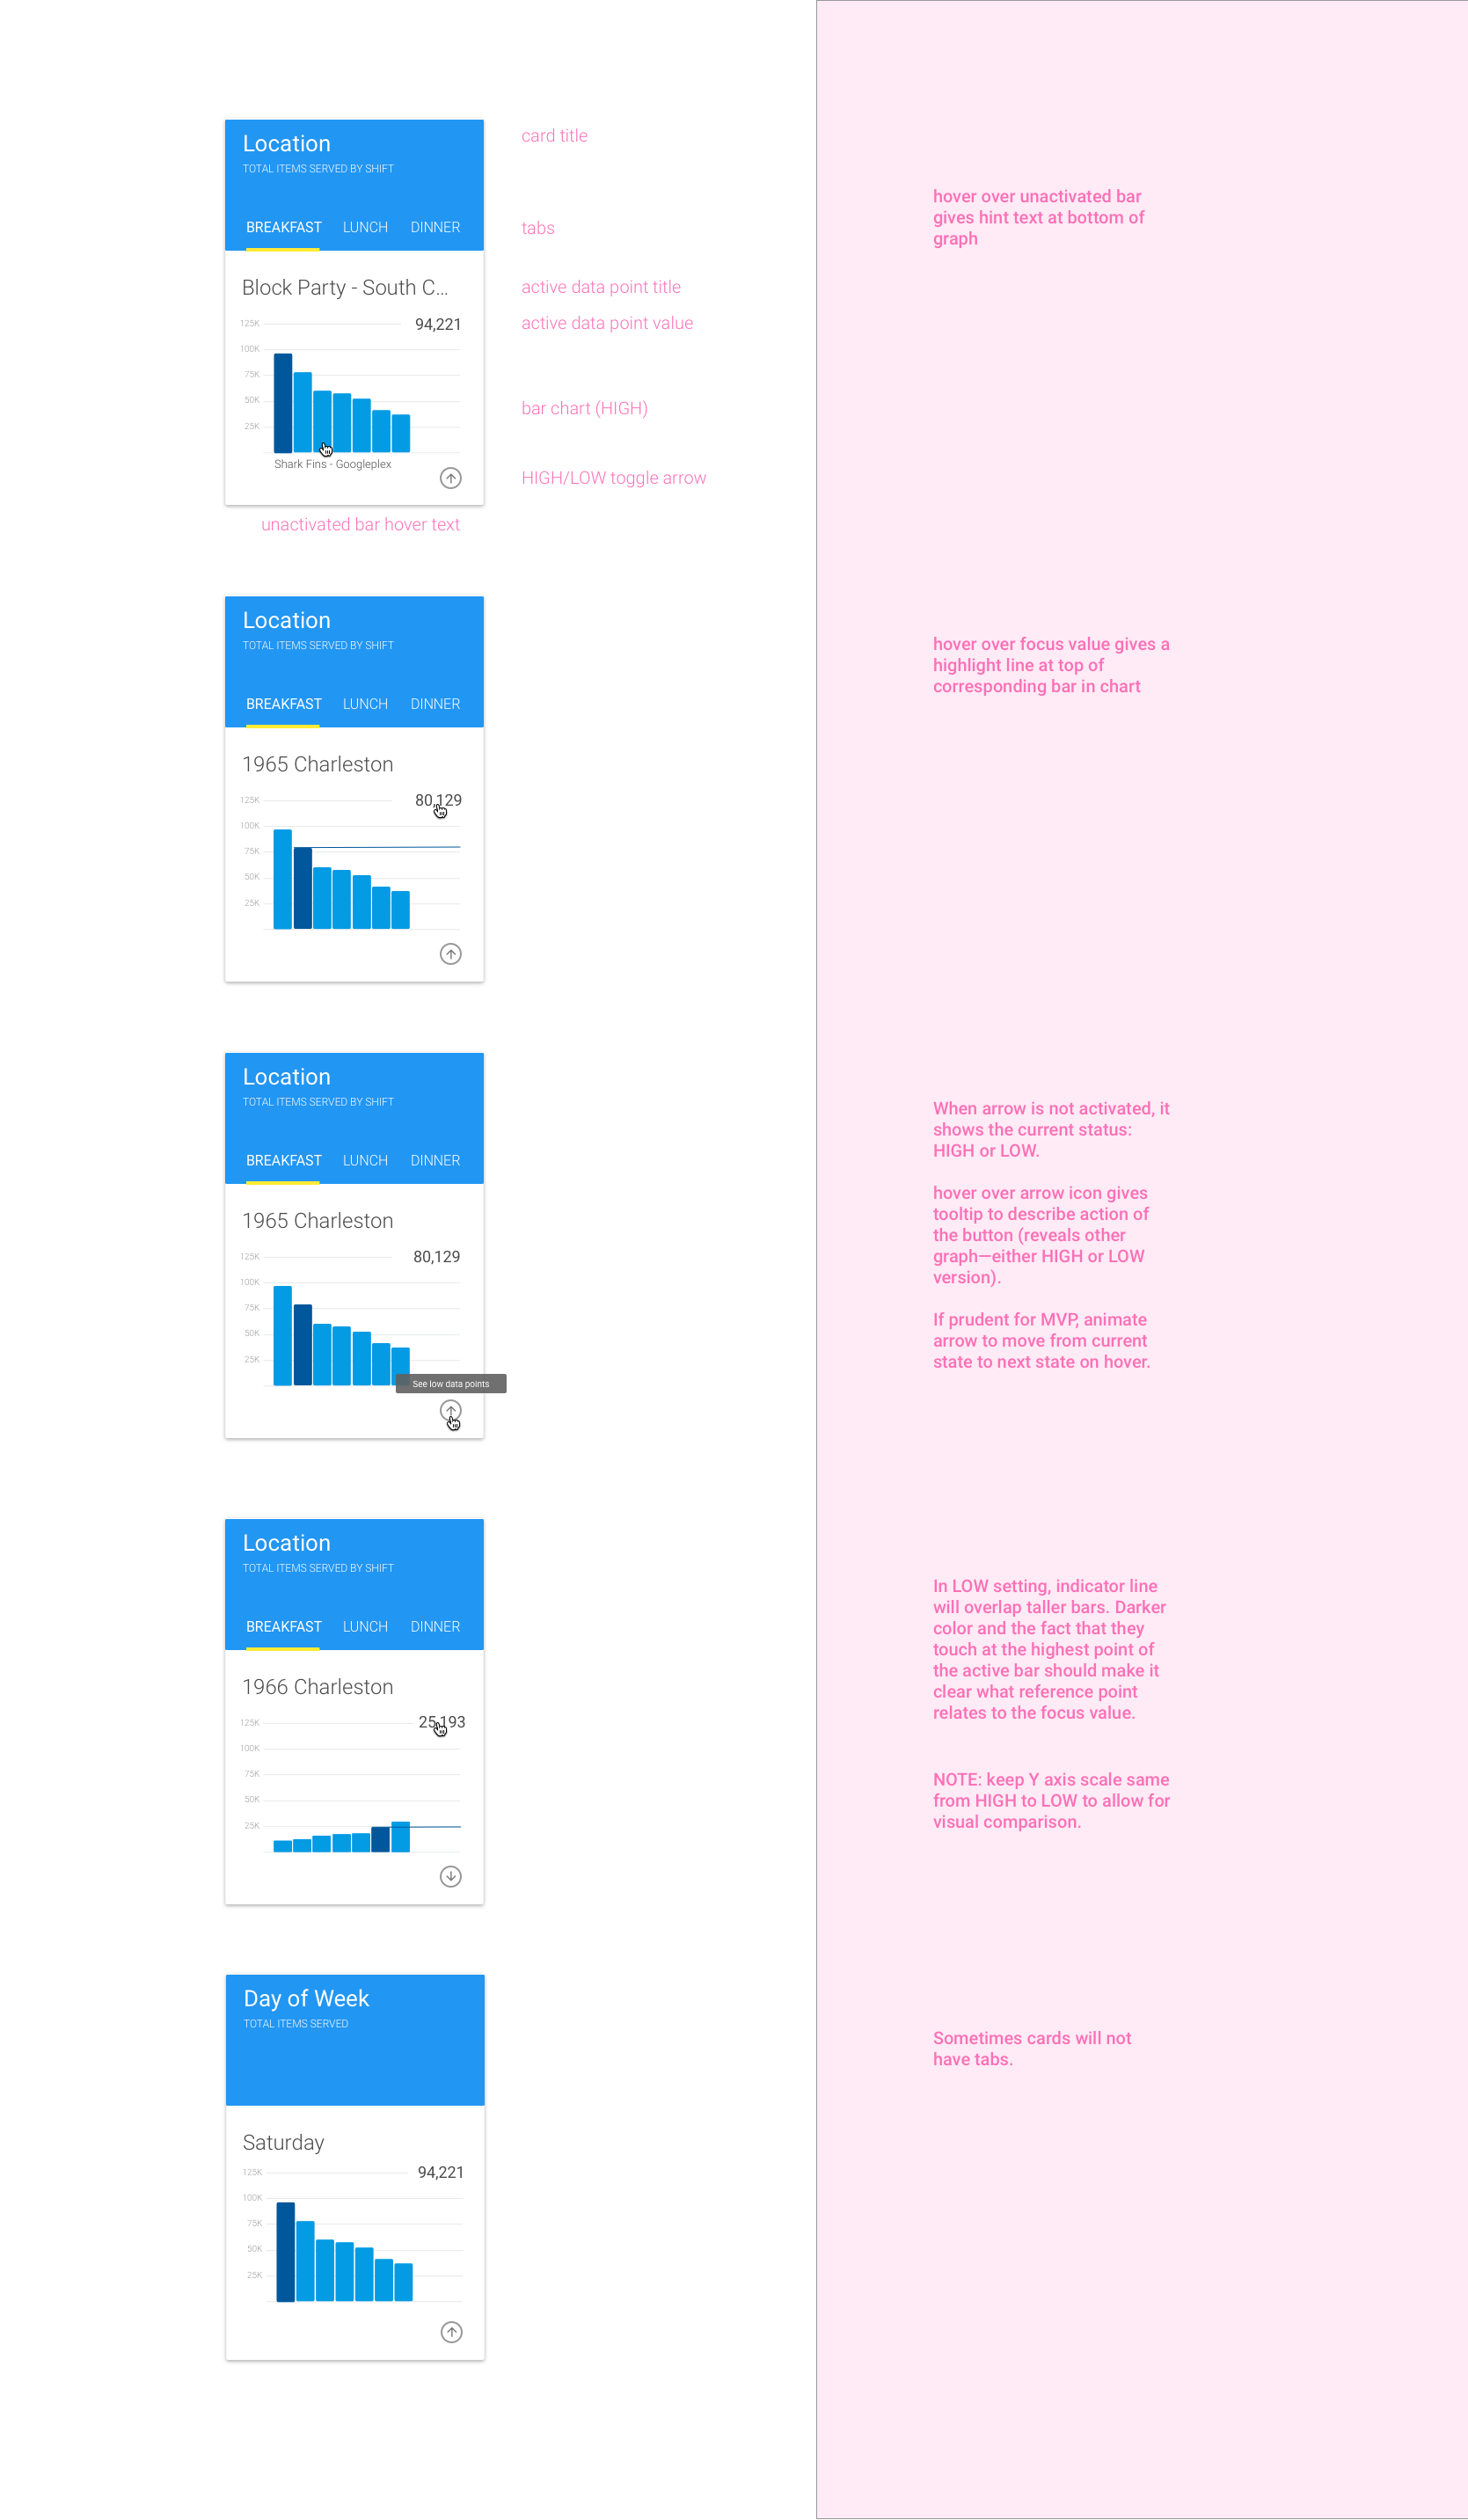 Location
card title
TOTAL ITEMS SERVED BY SHIFT
BREAKFAST LUNCH DINNER
tabs
Block Party - South C...
active data point title
125K
94,221
active data point value
100K
75K
50K
bar chart (HIGH)
25K
Shark Fins - Googleplex
HIGH/LOW toggle arrow
unactivated bar hover text
hover over unactivated bar
gives hint text at bottom of
graph
Location
TOTAL ITEMS SERVED BY SHIFT
BREAKFAST LUNCH DINNER
1965 Charleston
125K
80,129
100K
75K
50K
25K
hover over focus value gives a
highlight line at top of
corresponding bar in chart
Location
TOTAL ITEMS SERVED BY SHIFT
BREAKFAST LUNCH DINNER
1965 Charleston
125K
80,129
100K
75K
50K
25K
See low data points
When arrow is not activated, it
shows the current status:
HIGH or LOW.
hover over arrow icon gives
tooltip to describe action of
the button (reveals other
graph—either HIGH or LOW
version).
If prudent for MVP, animate
arrow to move from current
state to next state on hover.
Location
TOTAL ITEMS SERVED BY SHIFT
BREAKFAST LUNCH DINNER
1966 Charleston
125K
25,193
100K
75K
50K
25K
In LOW setting, indicator line
will overlap taller bars. Darker
color and the fact that they
touch at the highest point of
the active bar should make it
clear what reference point
relates to the focus value.
NOTE: keep Y axis scale same
from HIGH to LOW to allow for
visual comparison.
Day of Week
TOTAL ITEMS SERVED
Saturday
125K
94,221
100K
75K
50K
25K
Sometimes cards will not
have tabs.